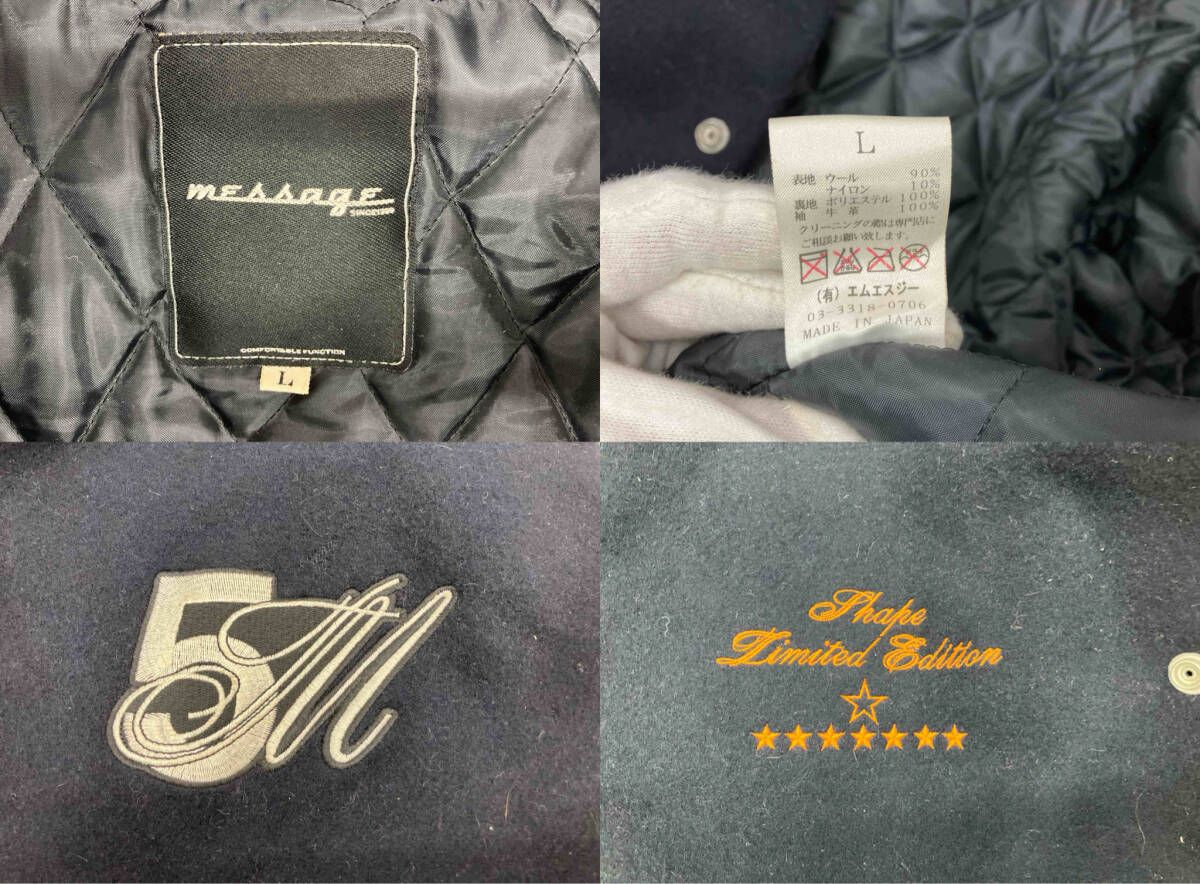 message
COMFORTABLE FUNCTION
L
L
表地 ウール 90%
ナイロン 10%
裏地 ポリエステル 100%
袖 牛革 100%
クリーニングの際は専門店に
ご相談お願い致します。
(有) エムエスジー
03-3318-0706
MADE IN JAPAN
5M
Shape
Limited Edition